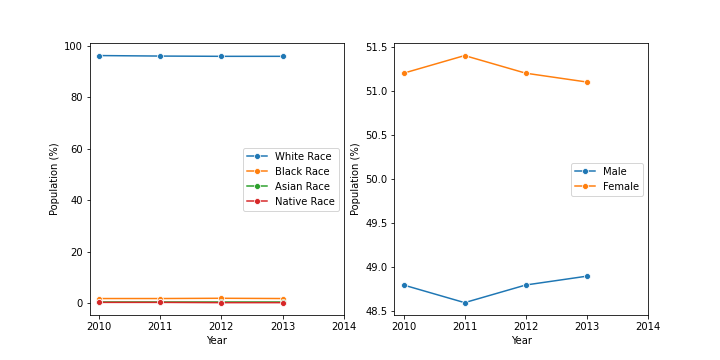 100
80
60
40
20
0
Population (%)
2010 2011 2012 2013 2014
Year
White Race
Black Race
Asian Race
Native Race
51.5
51.0
50.5
50.0
49.5
49.0
48.5
Population (%)
2010 2011 2012 2013 2014
Year
Male
Female